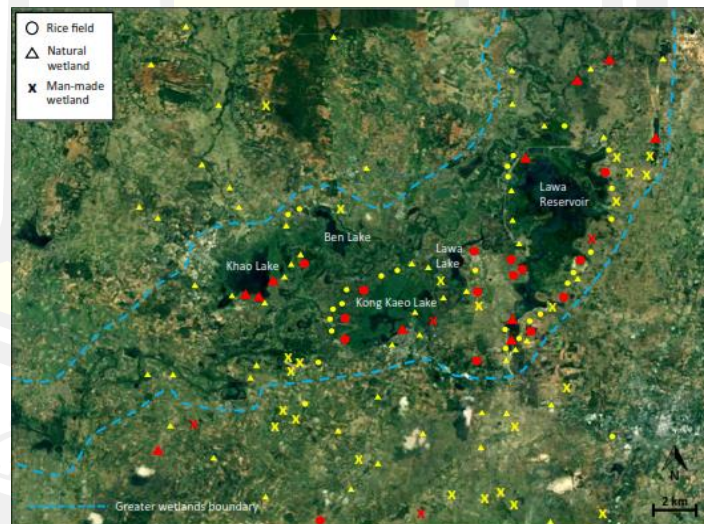 Rice field
Natural
wetland
x Man-made
wetland
Lawa
Reservoir
Ben Lake
Lawa
Lake
Khao Lake
Kong Kaeo Lake
N
Greater wetlands boundary
2 km